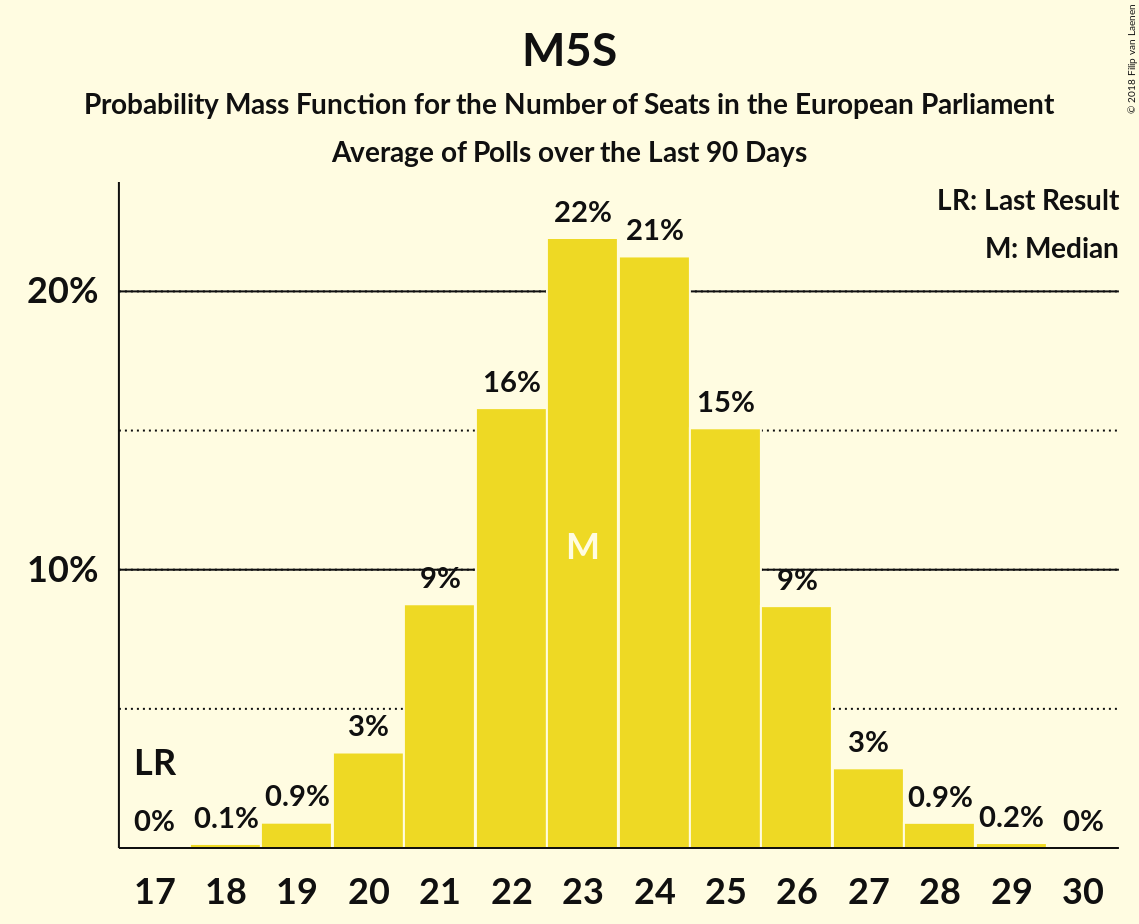 M5S
Probability Mass Function for the Number of Seats in the European Parliament
Average of Polls over the Last 90 Days
© 2018 Filip van Laenen
LR: Last Result
M: Median
22%
21%
20%
16%
15%
M
10%
9%
9%
3%
3%
LR
0%
0.1%
0.9%
0.9%
0.2%
0%
17 18 19 20 21 22 23 24 25 26 27 28 29 30